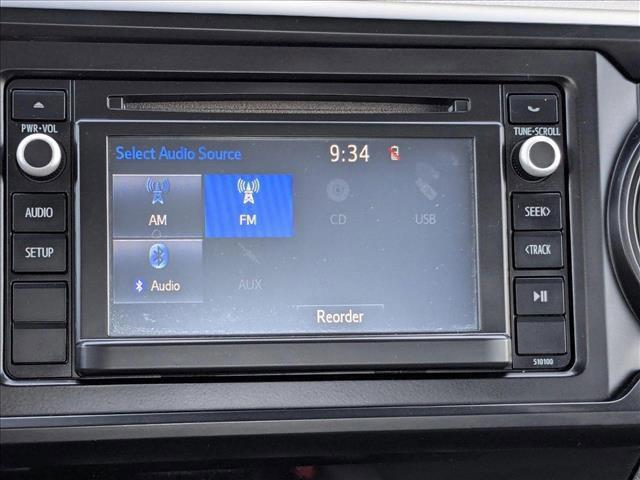 PWR•VOL
AUDIO
SETUP
Select Audio Source
9:34
AM
FM
CD
USB
Audio
AUX
Reorder
TUNE•SCROLL
SEEK>
<TRACK
510100